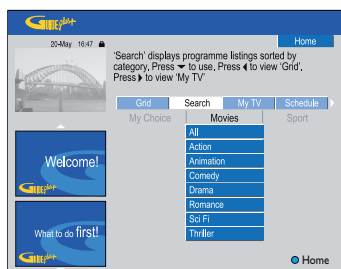 GUIDE Plus+
20-May 16:47
Home
'Search' displays programme listings sorted by
category, Press to use, Press to view 'Grid',
Press to view 'My TV'
Grid Search My TV Schedule
My Choice Movies Sport
All
Action
Animation
Comedy
Drama
Romance
Sci Fi
Thriller
Welcome!
GUIDE Plus+
What to do first!
GUIDE Plus+
Home